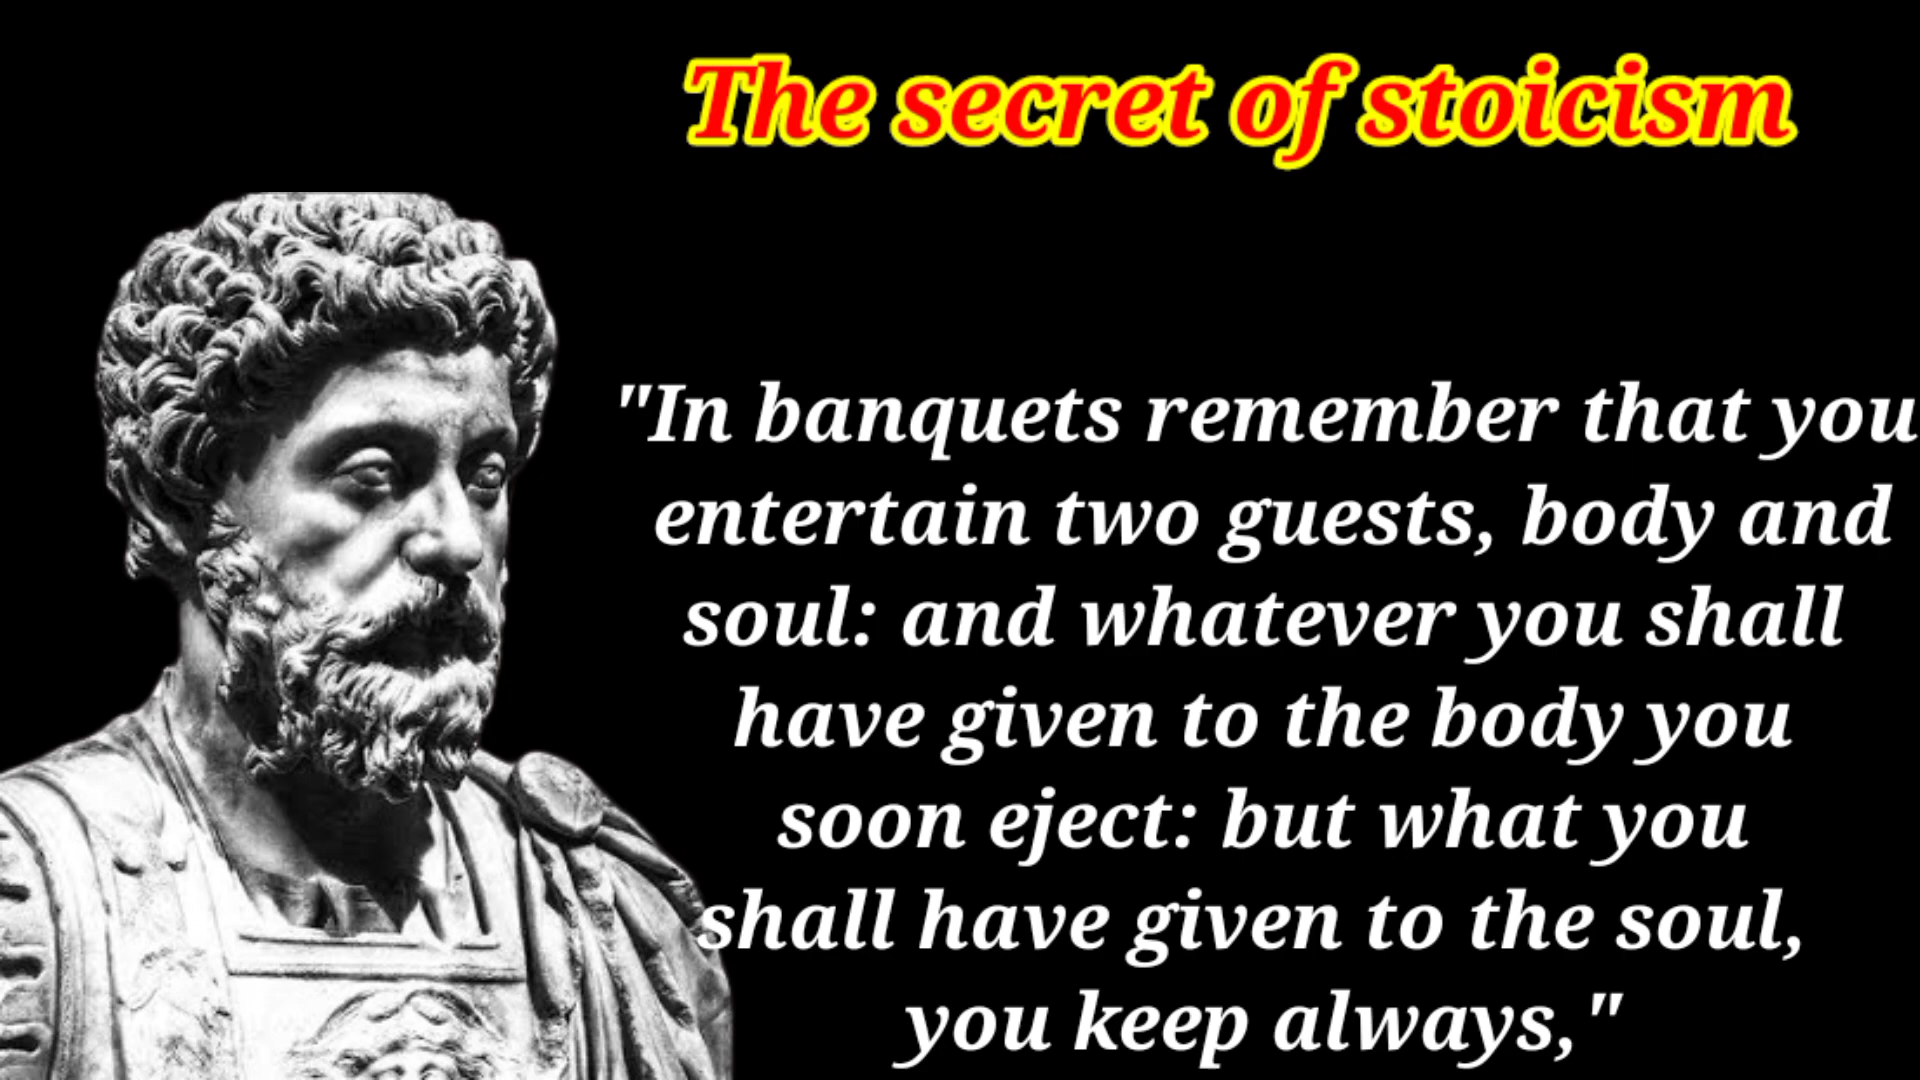 The secret of stoicism
"In banquets remember that you
entertain two guests, body and
soul: and whatever you shall
have given to the body you
soon eject: but what you
shall have given to the soul,
you keep always,"